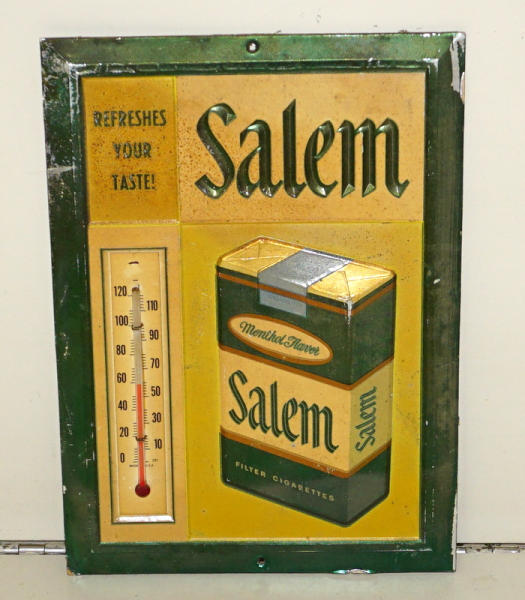 REFRESHES
YOUR
TASTE!
Salem
120
110
100
90
80
70
60
50
40
30
20
10
0
Menthol Flavor
Salem
Salem
FILTER CIGARETTES